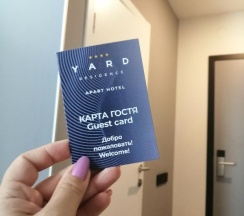 YARD
RESIDENCE
APART HOTEL
КАРТА ГОСТЯ
Guest card
Добро
пожаловать!
Welcome!